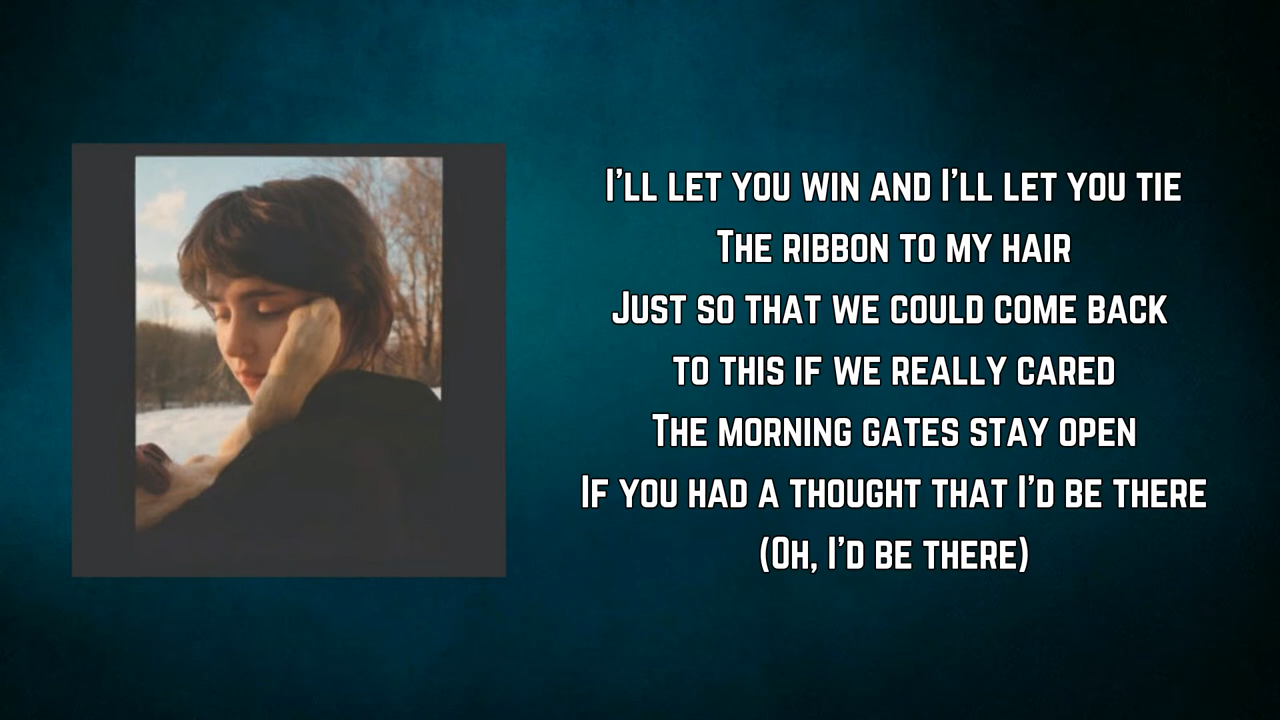 I'll let you win and I'll let you tie
The ribbon to my hair
Just so that we could come back
to this if we really cared
The morning gates stay open
If you had a thought that I'd be there
(Oh, I'd be there)